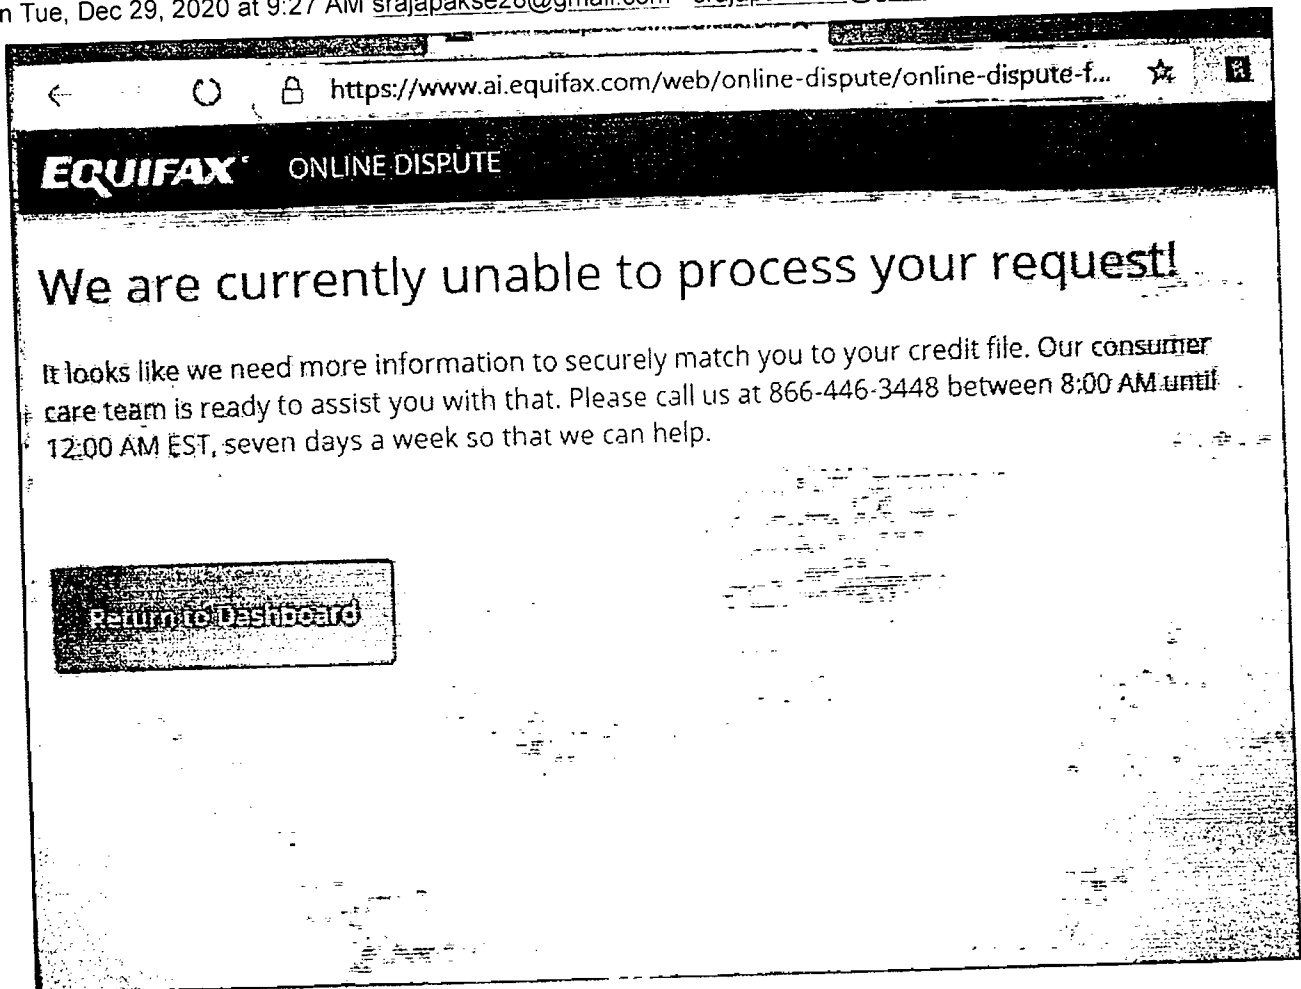 n Tue, Dec 29, 2020 at 9:27 AM
https://www.ai.equifax.com/web/online-dispute/online-dispute-f...
EQUIFAX ONLINE DISPUTE
We are currently unable to process your request!
It looks like we need more information to securely match you to your credit file. Our consumer
care team is ready to assist you with that. Please call us at 866-446-3448 between 8:00 AM until
12:00 AM EST, seven days a week so that we can help.
Return to Dashboard